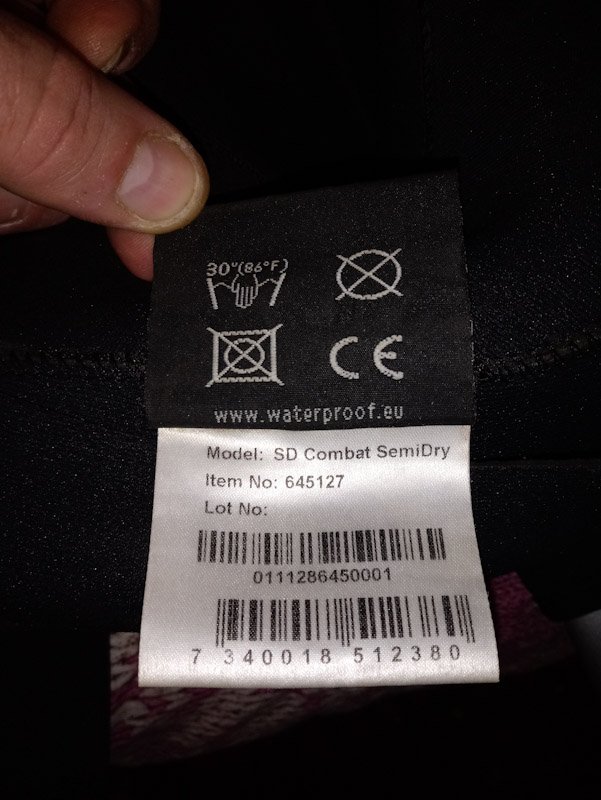 30°(86°F)
CE
www.waterproof.eu
Model: SD Combat SemiDry
Item No: 645127
Lot No:
0111286450001
7 340018 512380